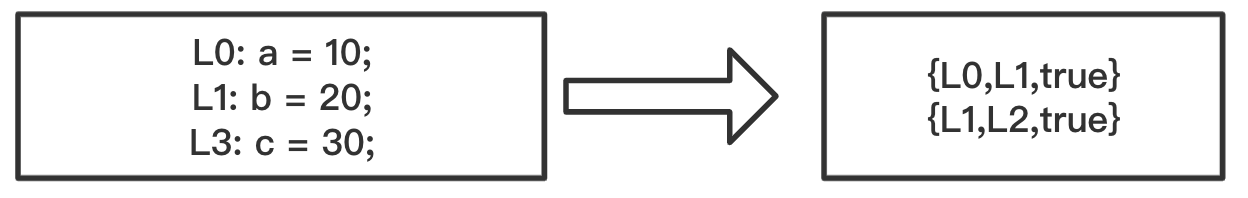 L0: a = 10;
L1: b = 20;
L3: c = 30;
{L0,L1,true}
{L1,L2,true}